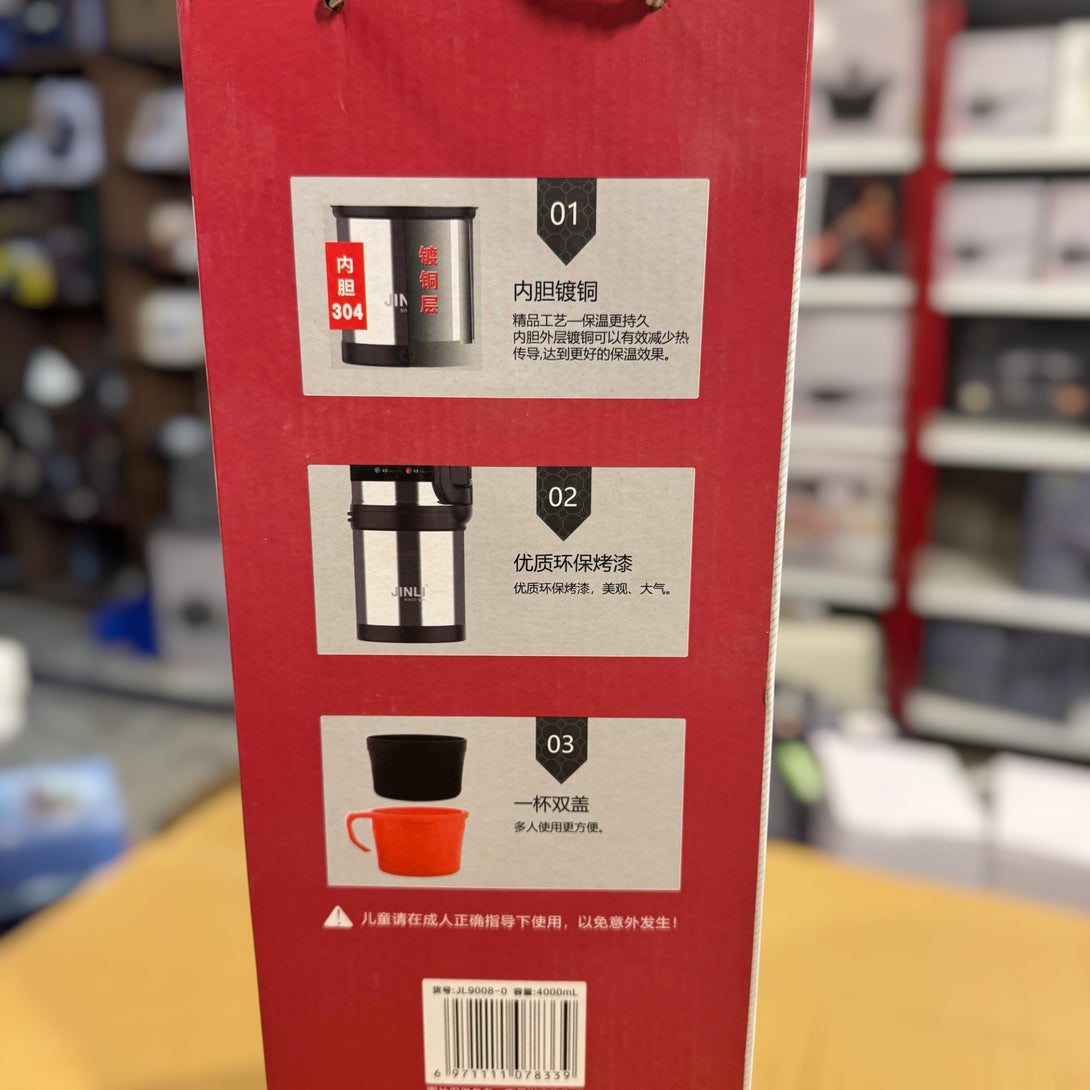 01
内胆
304
镀铜层
JIN
内胆镀铜
精品工艺—保温更持久
内胆外层镀铜可以有效减少热
传导,达到更好的保温效果。
02
JINLI
优质环保烤漆
优质环保烤漆，美观、大气。
03
一杯双盖
多人使用更方便。
儿童请在成人正确指导下使用，以免意外发生！
货号:JL9008-0 容量:4000mL
6 971111 078339